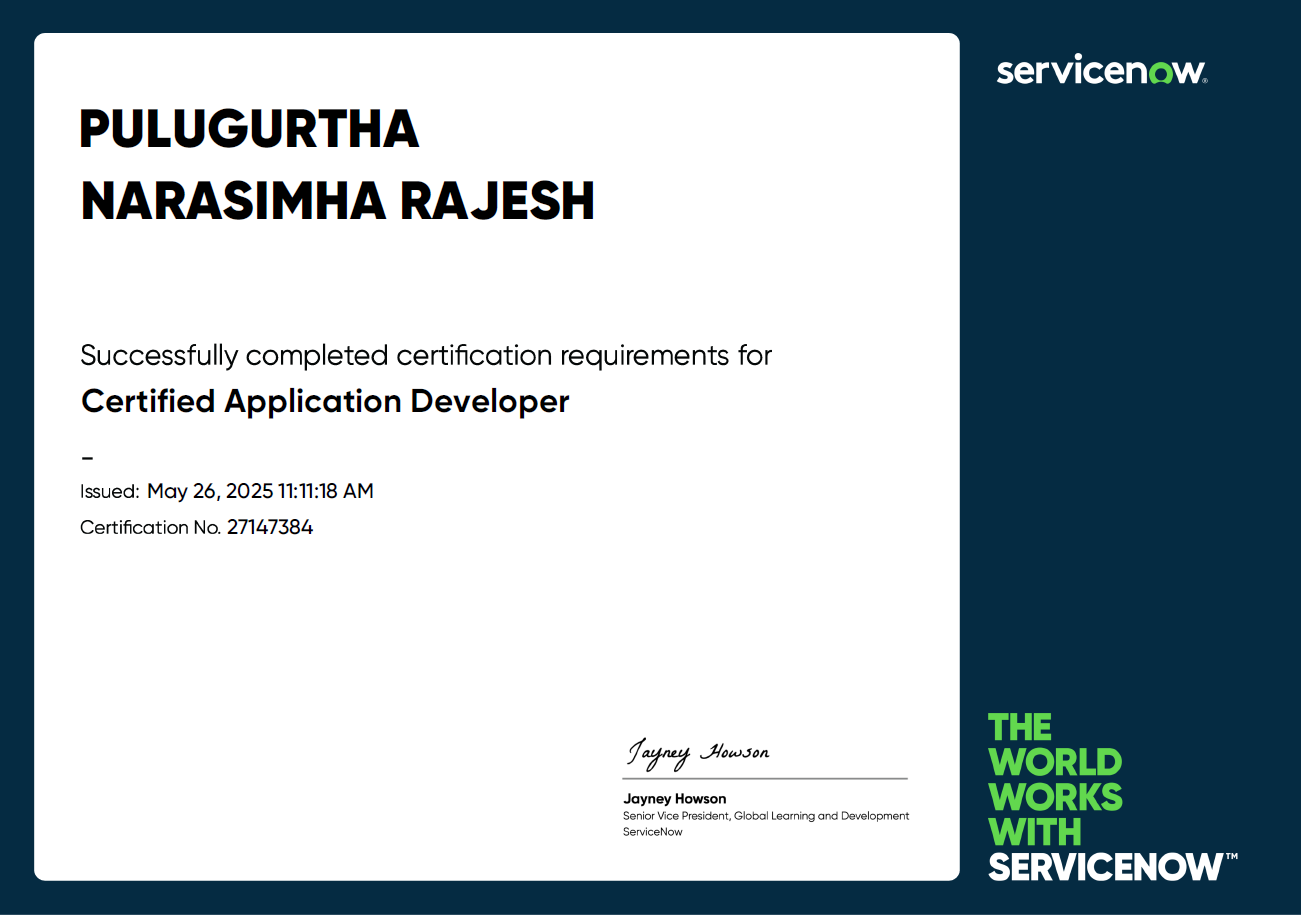 servicenow®
PULUGURTHA
NARASIMHA RAJESH
Successfully completed certification requirements for
Certified Application Developer
–
Issued: May 26, 2025 11:11:18 AM
Certification No. 27147384
Jayney Howson
Jayney Howson
Senior Vice President, Global Learning and Development
ServiceNow
THE
WORLD
WORKS
WITH
SERVICENOW™